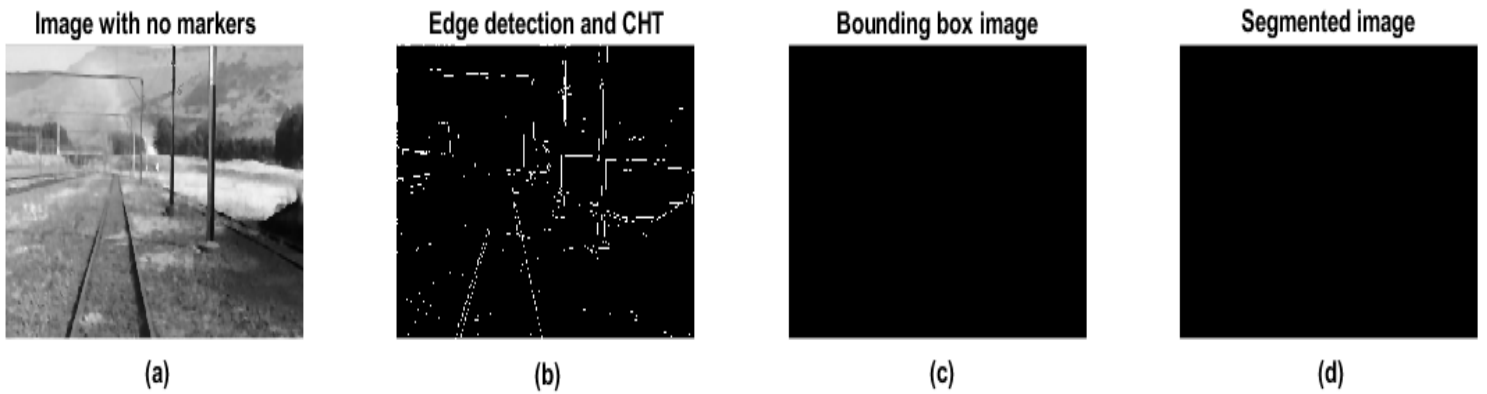 Image with no markers
Edge detection and CHT
Bounding box image
Segmented image
(a)
(b)
(c)
(d)